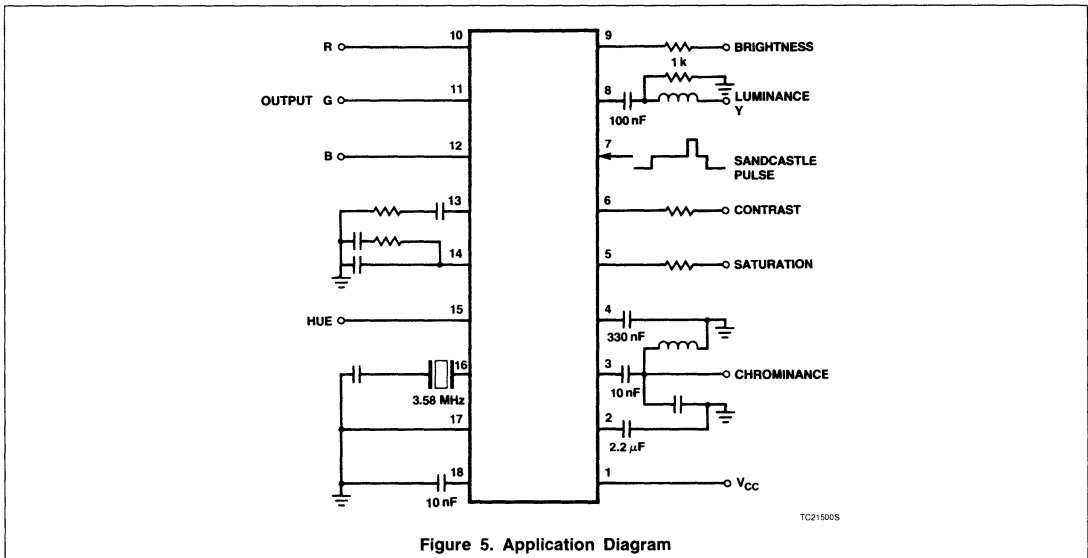 R 10 9 BRIGHTNESS
1 k
OUTPUT G 11 8 LUMINANCE
100 nF Y
B 12 7 SANDCASTLE
PULSE
13 6 CONTRAST
14 5 SATURATION
HUE 15 4
330 nF
16 3 CHROMINANCE
3.58 MHz 10 nF
17 2
2.2 μF
18 1 VCC
10 nF
TC21500S
Figure 5. Application Diagram